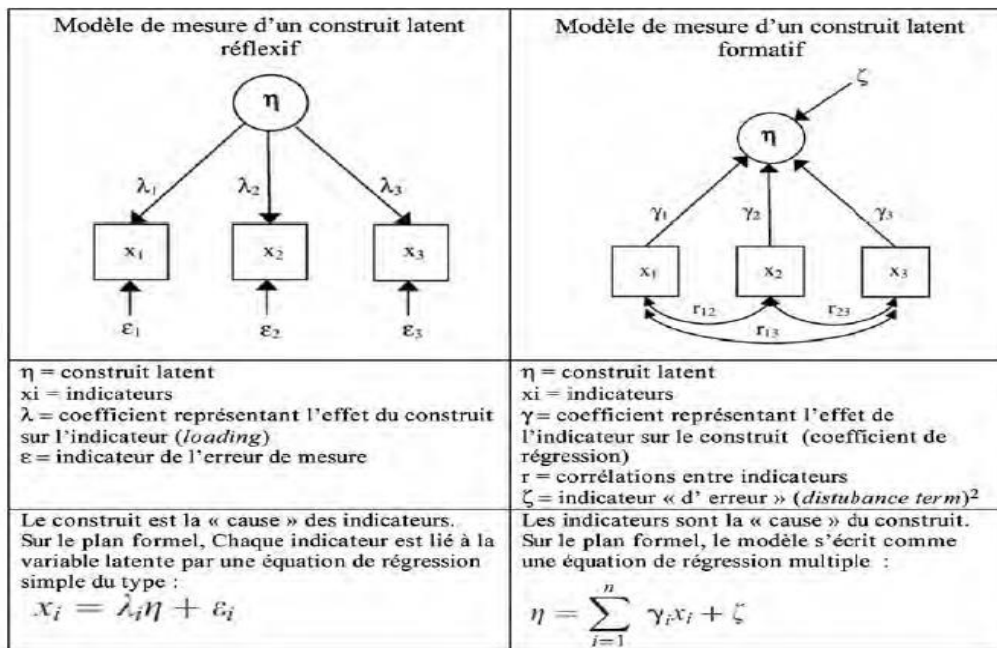 Modèle de mesure d'un construit latent
réflexif
η
λ1
λ2
λ3
x1
x2
x3
ε1
ε2
ε3
η = construit latent
xi = indicateurs
λ = coefficient représentant l'effet du construit
sur l'indicateur (loading)
ε = indicateur de l'erreur de mesure
Le construit est la « cause » des indicateurs.
Sur le plan formel, Chaque indicateur est lié à la
variable latente par une équation de régression
simple du type :
xi = λiη + εi
Modèle de mesure d'un construit latent
formatif
ζ
η
γ1
γ2
γ3
x1
x2
x3
r12
r23
r13
η = construit latent
xi = indicateurs
γ = coefficient représentant l'effet de
l'indicateur sur le construit (coefficient de
régression)
r = corrélations entre indicateurs
ζ = indicateur « d' erreur » (distubance term)²
Les indicateurs sont la « cause » du construit.
Sur le plan formel, le modèle s'écrit comme
une équation de régression multiple :
η = ∑ⁿᵢ₌₁ γixi + ζ